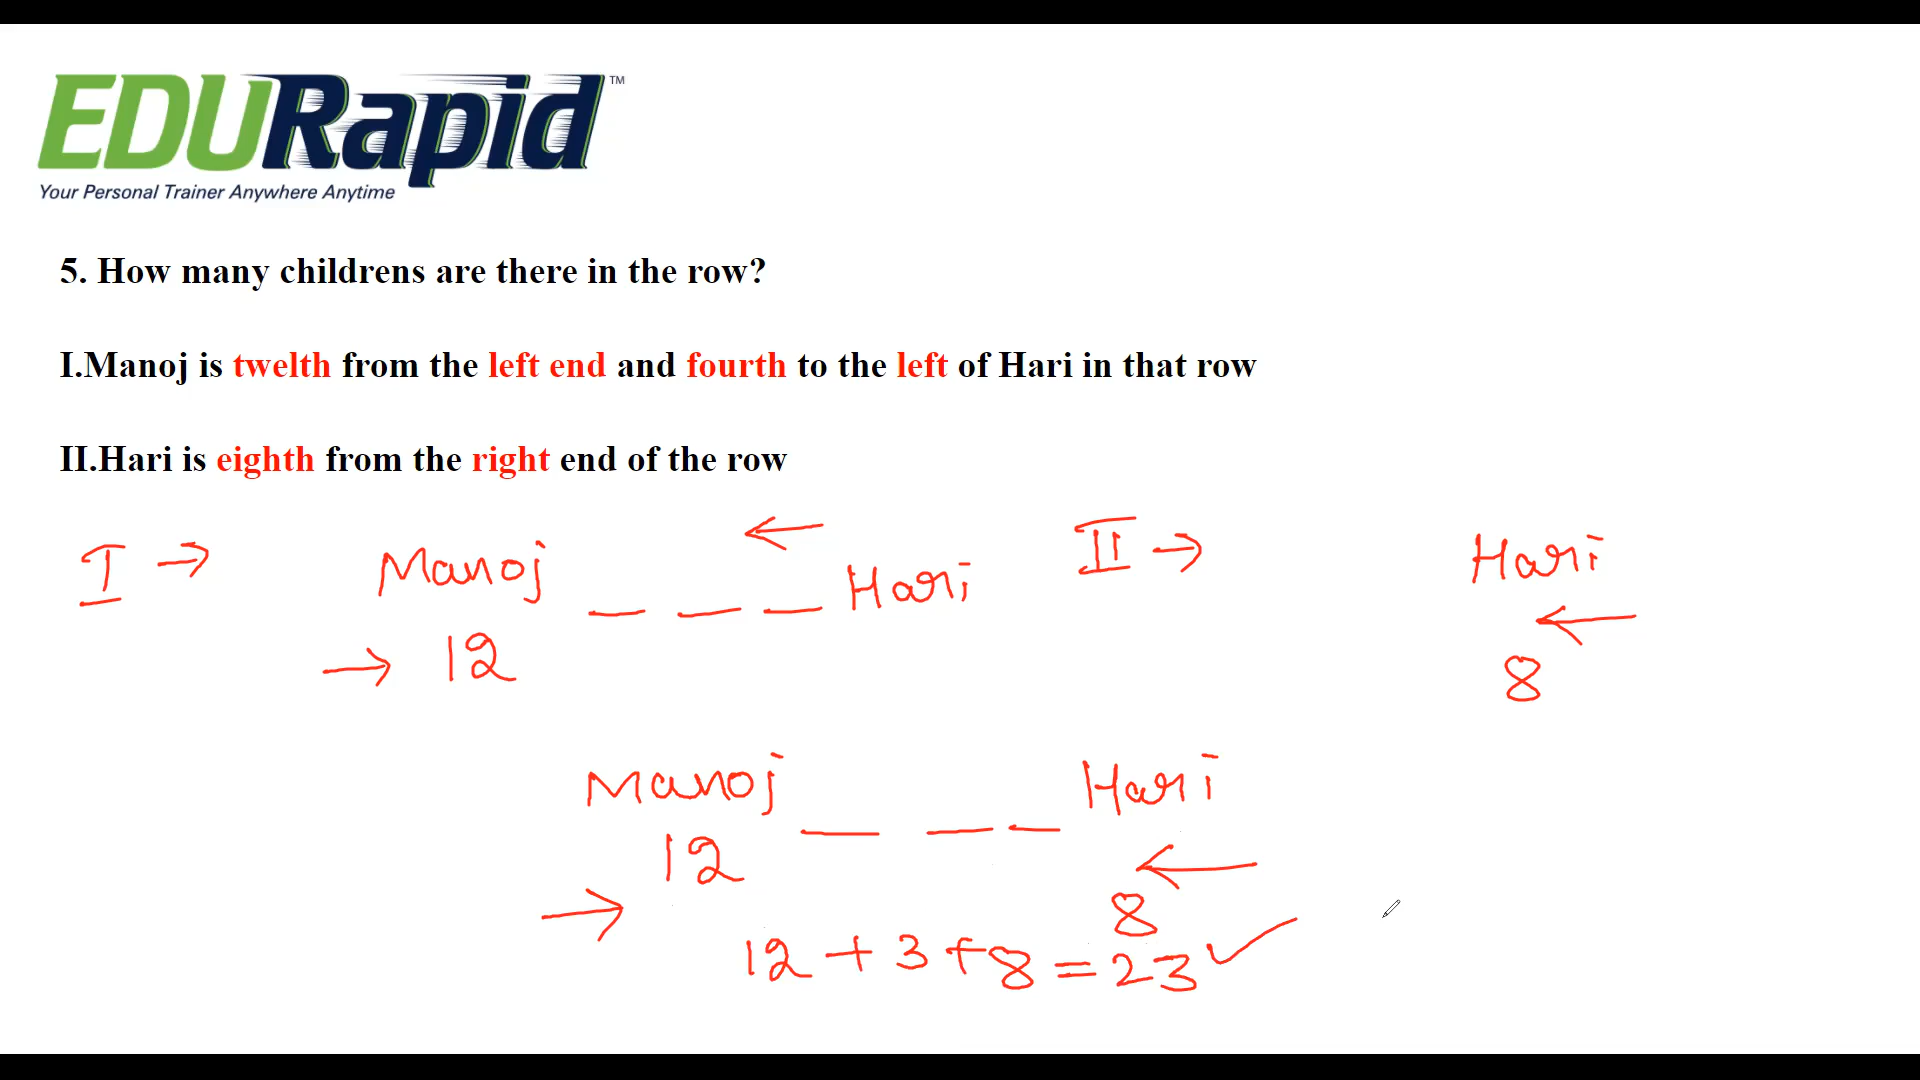 EDURapid™
Your Personal Trainer Anywhere Anytime
5. How many childrens are there in the row?
I.Manoj is twelth from the left end and fourth to the left of Hari in that row
II.Hari is eighth from the right end of the row
I → Manoj _ _ _ Hari ←
→ 12
II → Hari
←
8
Manoj _ _ _ Hari
12 ←
→ 8
12 + 3 + 8 = 23 ✓